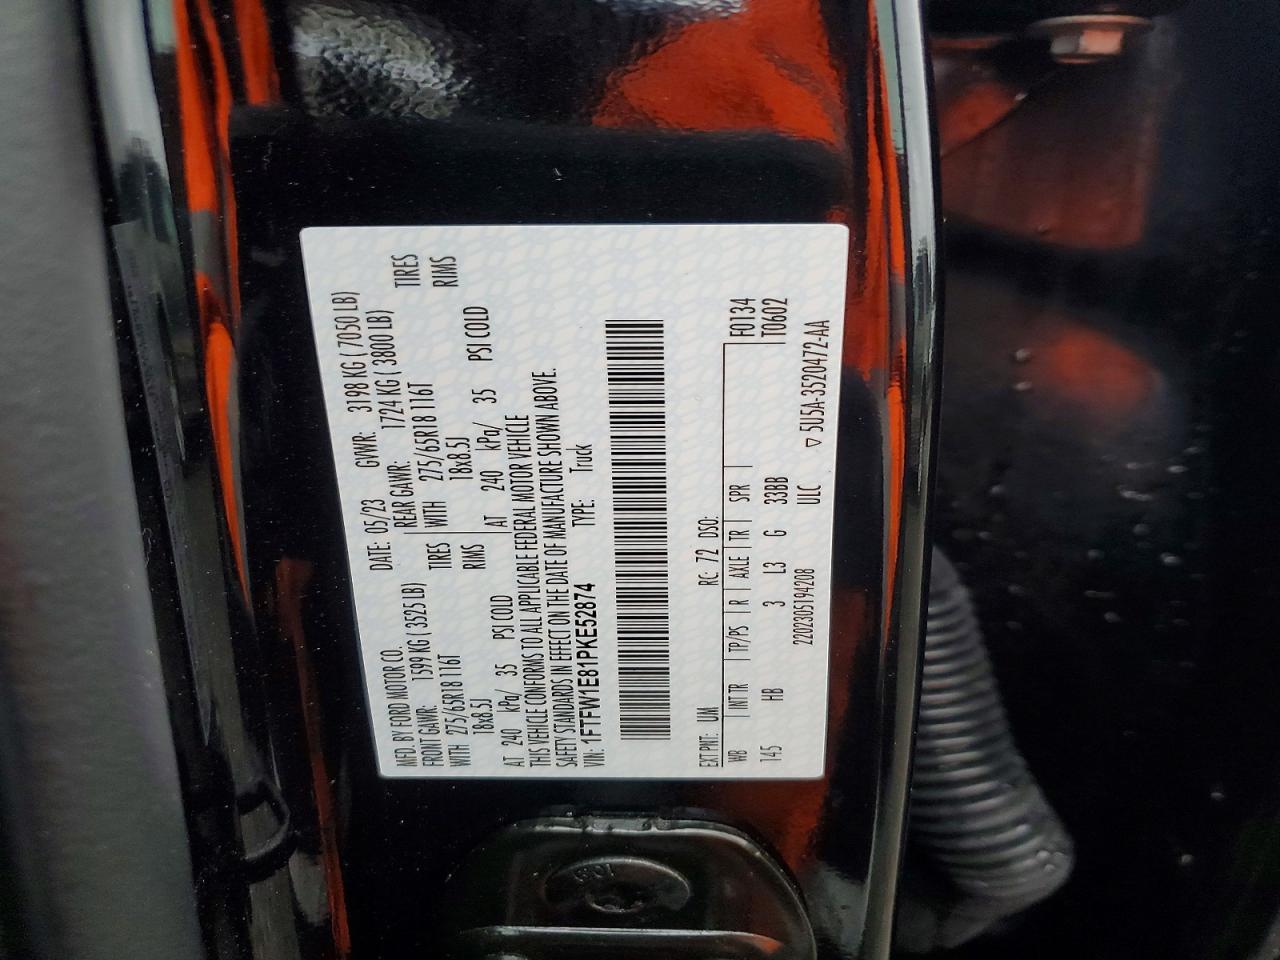 MFD. BY FORD MOTOR CO. DATE: 05/23 GVWR: 3198 KG ( 7050 LB)
FRONT GAWR: 1599 KG ( 3525 LB) REAR GAWR: 1724 KG ( 3800 LB)
WITH 275/65R18 116T TIRES WITH 275/65R18 116T TIRES
18x8.5J RIMS 18x8.5J RIMS
AT 240 kPa/ 35 PSI COLD AT 240 kPa/ 35 PSI COLD
THIS VEHICLE CONFORMS TO ALL APPLICABLE FEDERAL MOTOR VEHICLE
SAFETY STANDARDS IN EFFECT ON THE DATE OF MANUFACTURE SHOWN ABOVE.
VIN: 1FTFW1E81PKE52874 TYPE: Truck
EXT PNT: UM RC: 72 DSO:
WB INT TR TP/PS R AXLE TR SPR F0134
145 HB 3 L3 G 33BB T0602
2202305194208 ULC ▽ 5U5A-3520472-AA